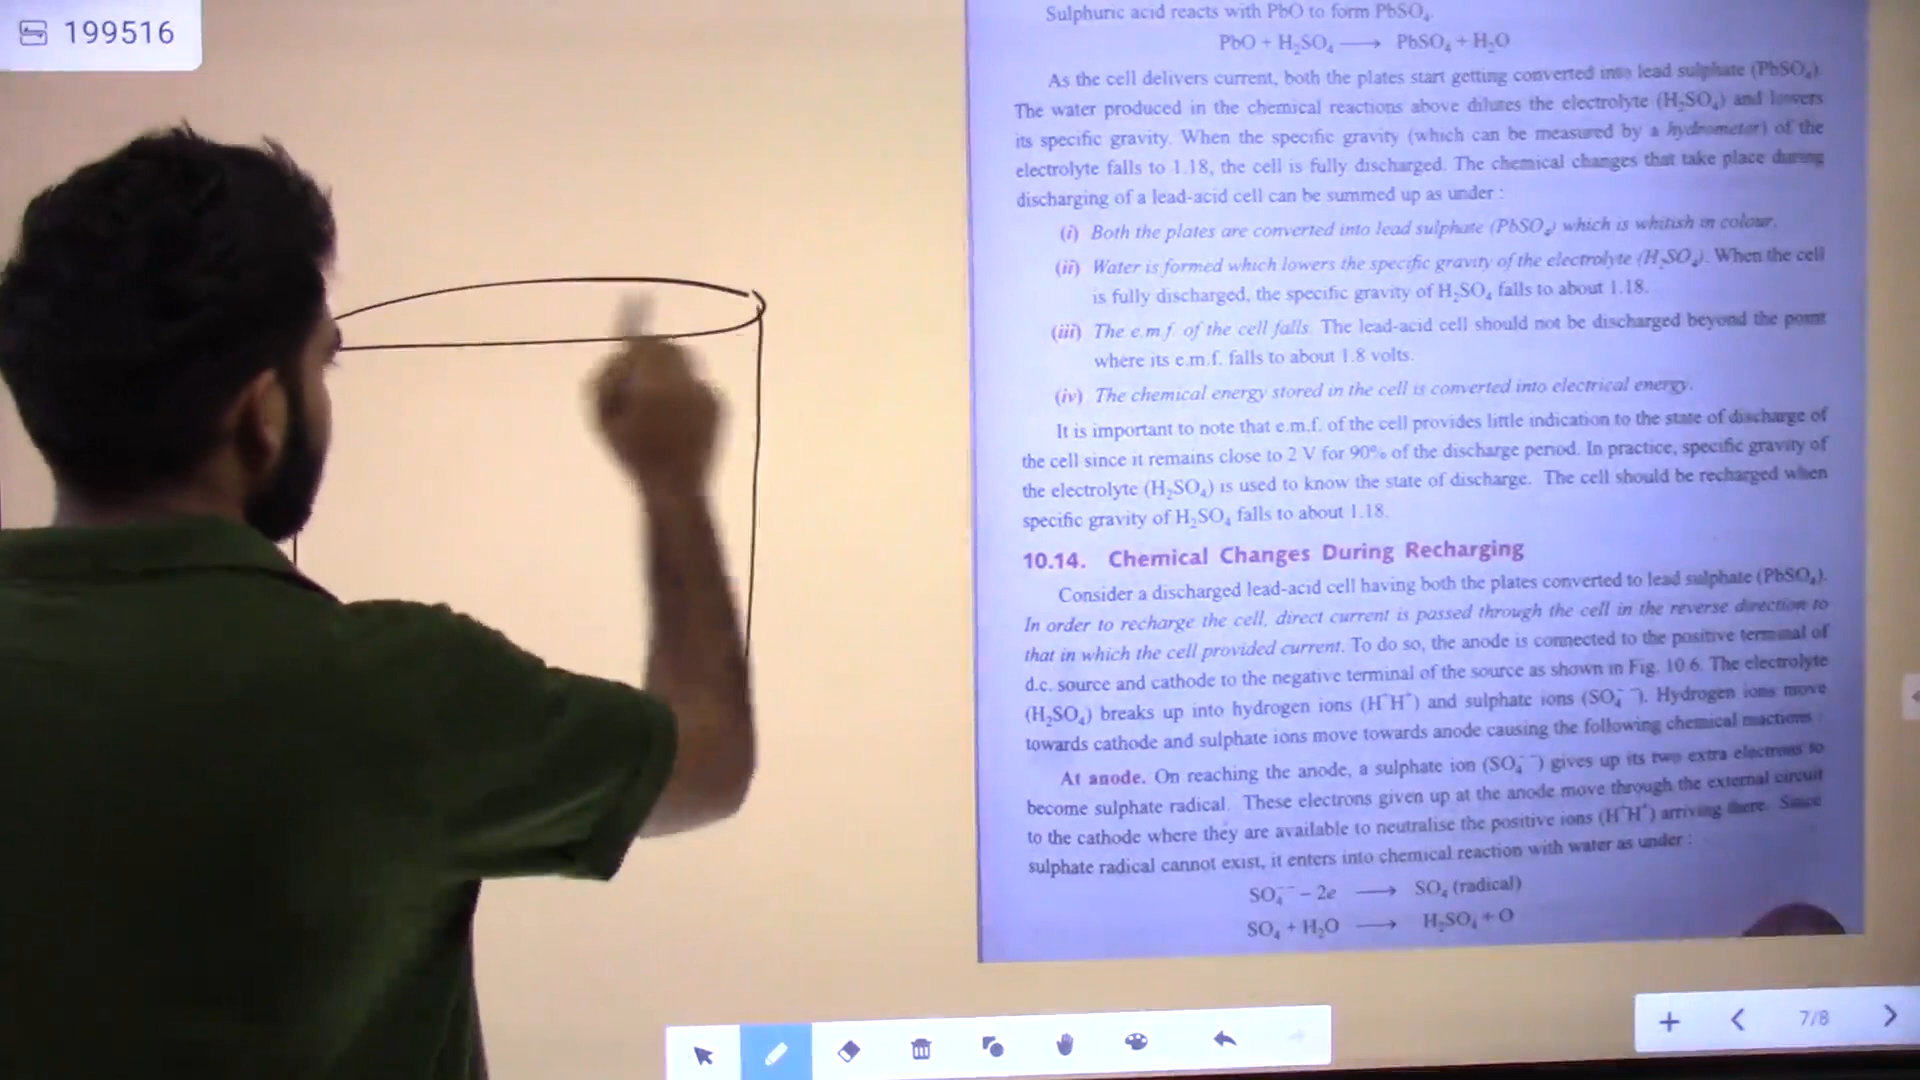 199516
Sulphuric acid reacts with PbO to form PbSO₄.
PbO + H₂SO₄ ⟶ PbSO₄ + H₂O
As the cell delivers current, both the plates start getting converted into lead sulphate (PbSO₄).
The water produced in the chemical reactions above dilutes the electrolyte (H₂SO₄) and lowers
its specific gravity. When the specific gravity (which can be measured by a hydrometer) of the
electrolyte falls to 1.18, the cell is fully discharged. The chemical changes that take place during
discharging of a lead-acid cell can be summed up as under :
(i) Both the plates are converted into lead sulphate (PbSO₄) which is whitish in colour.
(ii) Water is formed which lowers the specific gravity of the electrolyte (H₂SO₄). When the cell
is fully discharged, the specific gravity of H₂SO₄ falls to about 1.18.
(iii) The e.m.f. of the cell falls. The lead-acid cell should not be discharged beyond the point
where its e.m.f. falls to about 1.8 volts.
(iv) The chemical energy stored in the cell is converted into electrical energy.
It is important to note that e.m.f. of the cell provides little indication to the state of discharge of
the cell since it remains close to 2 V for 90% of the discharge period. In practice, specific gravity of
the electrolyte (H₂SO₄) is used to know the state of discharge. The cell should be recharged when
specific gravity of H₂SO₄ falls to about 1.18.
10.14. Chemical Changes During Recharging
Consider a discharged lead-acid cell having both the plates converted to lead sulphate (PbSO₄).
In order to recharge the cell, direct current is passed through the cell in the reverse direction to
that in which the cell provided current. To do so, the anode is connected to the positive terminal of
d.c. source and cathode to the negative terminal of the source as shown in Fig. 10.6. The electrolyte
(H₂SO₄) breaks up into hydrogen ions (H⁺H⁺) and sulphate ions (SO₄⁻⁻). Hydrogen ions move
towards cathode and sulphate ions move towards anode causing the following chemical reactions :
At anode. On reaching the anode, a sulphate ion (SO₄⁻⁻) gives up its two extra electrons to
become sulphate radical. These electrons given up at the anode move through the external circuit
to the cathode where they are available to neutralise the positive ions (H⁺H⁺) arriving there. Since
sulphate radical cannot exist, it enters into chemical reaction with water as under :
SO₄⁻⁻ – 2e ⟶ SO₄ (radical)
SO₄ + H₂O ⟶ H₂SO₄ + O
7/8